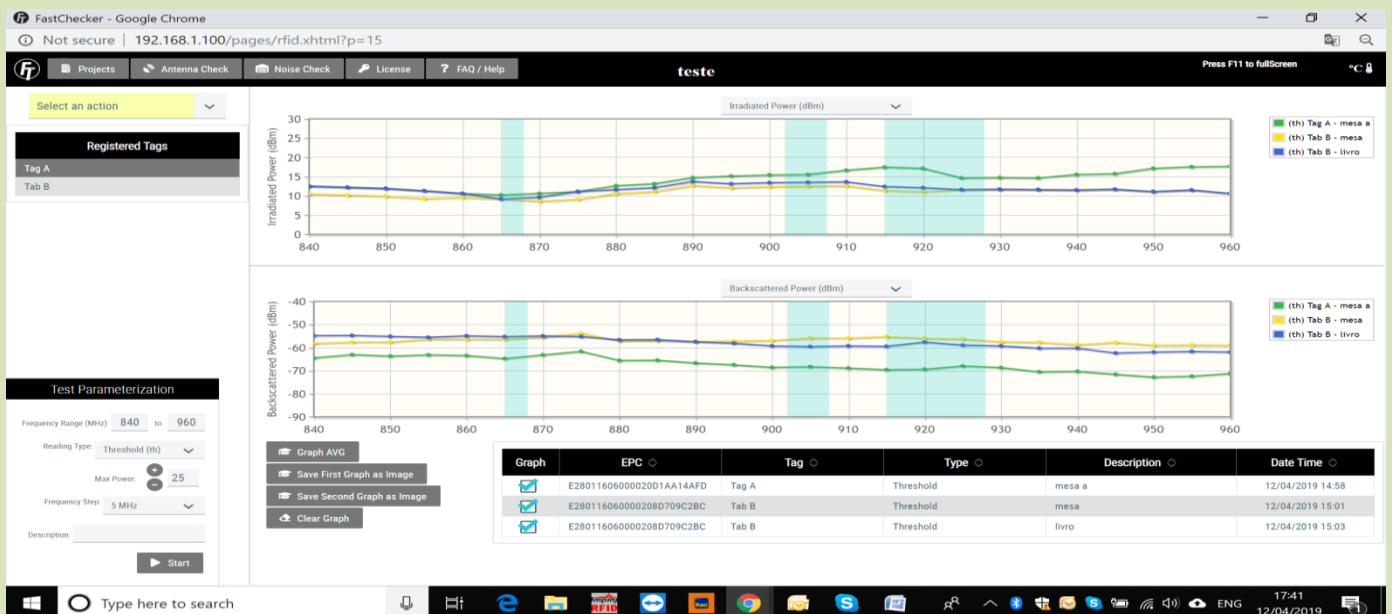 FastChecker - Google Chrome
Not secure | 192.168.1.100/pages/rfid.xhtml?p=15
Projects Antenna Check Noise Check License ? FAQ / Help teste Press F11 to fullScreen °C
Select an action
Registered Tags
Tag A
Tab B
Irradiated Power (dBm)
Irradiated Power (dBm)
30
25
20
15
10
5
0
840 850 860 870 880 890 900 910 920 930 940 950 960
(th) Tag A - mesa a
(th) Tab B - mesa
(th) Tab B - livro
Backscattered Power (dBm)
Backscattered Power (dBm)
-40
-50
-60
-70
-80
-90
840 850 860 870 880 890 900 910 920 930 940 950 960
(th) Tag A - mesa a
(th) Tab B - mesa
(th) Tab B - livro
Test Parameterization
Frequency Range (MHz): 840 to 960
Reading Type: Threshold (th)
Max Power: 25
Frequency Step: 5 MHz
Description:
Start
Graph AVG
Save First Graph as Image
Save Second Graph as Image
Clear Graph
Graph EPC Tag Type Description Date Time
E28011606000020D1AA14AFD Tag A Threshold mesa a 12/04/2019 14:58
E280116060000208D709C2BC Tab B Threshold mesa 12/04/2019 15:01
E280116060000208D709C2BC Tab B Threshold livro 12/04/2019 15:03
Type here to search
RFID
ENG
17:41
12/04/2019